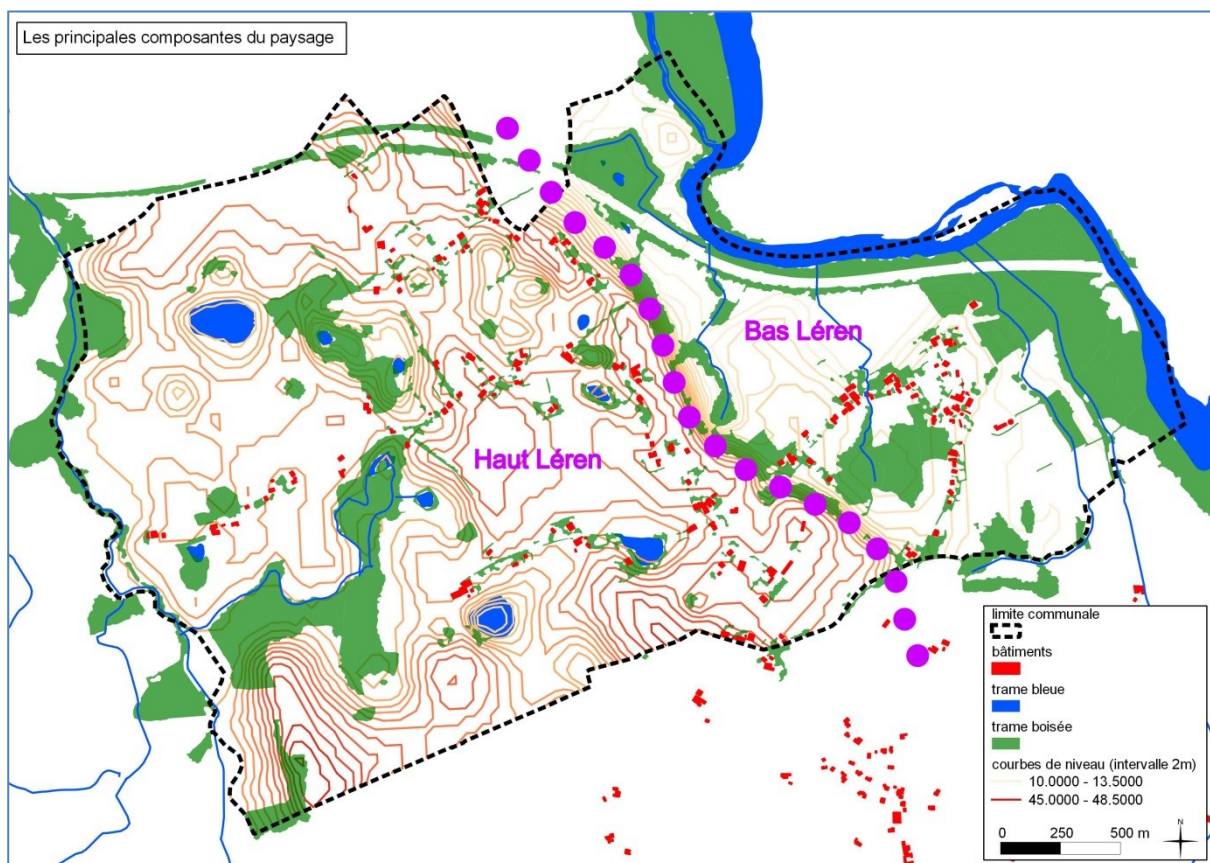 Les principales composantes du paysage
Bas Léren
Haut Léren
limite communale
bâtiments
trame bleue
trame boisée
courbes de niveau (intervalle 2m)
10.0000 - 13.5000
45.0000 - 48.5000
0 250 500 m
N